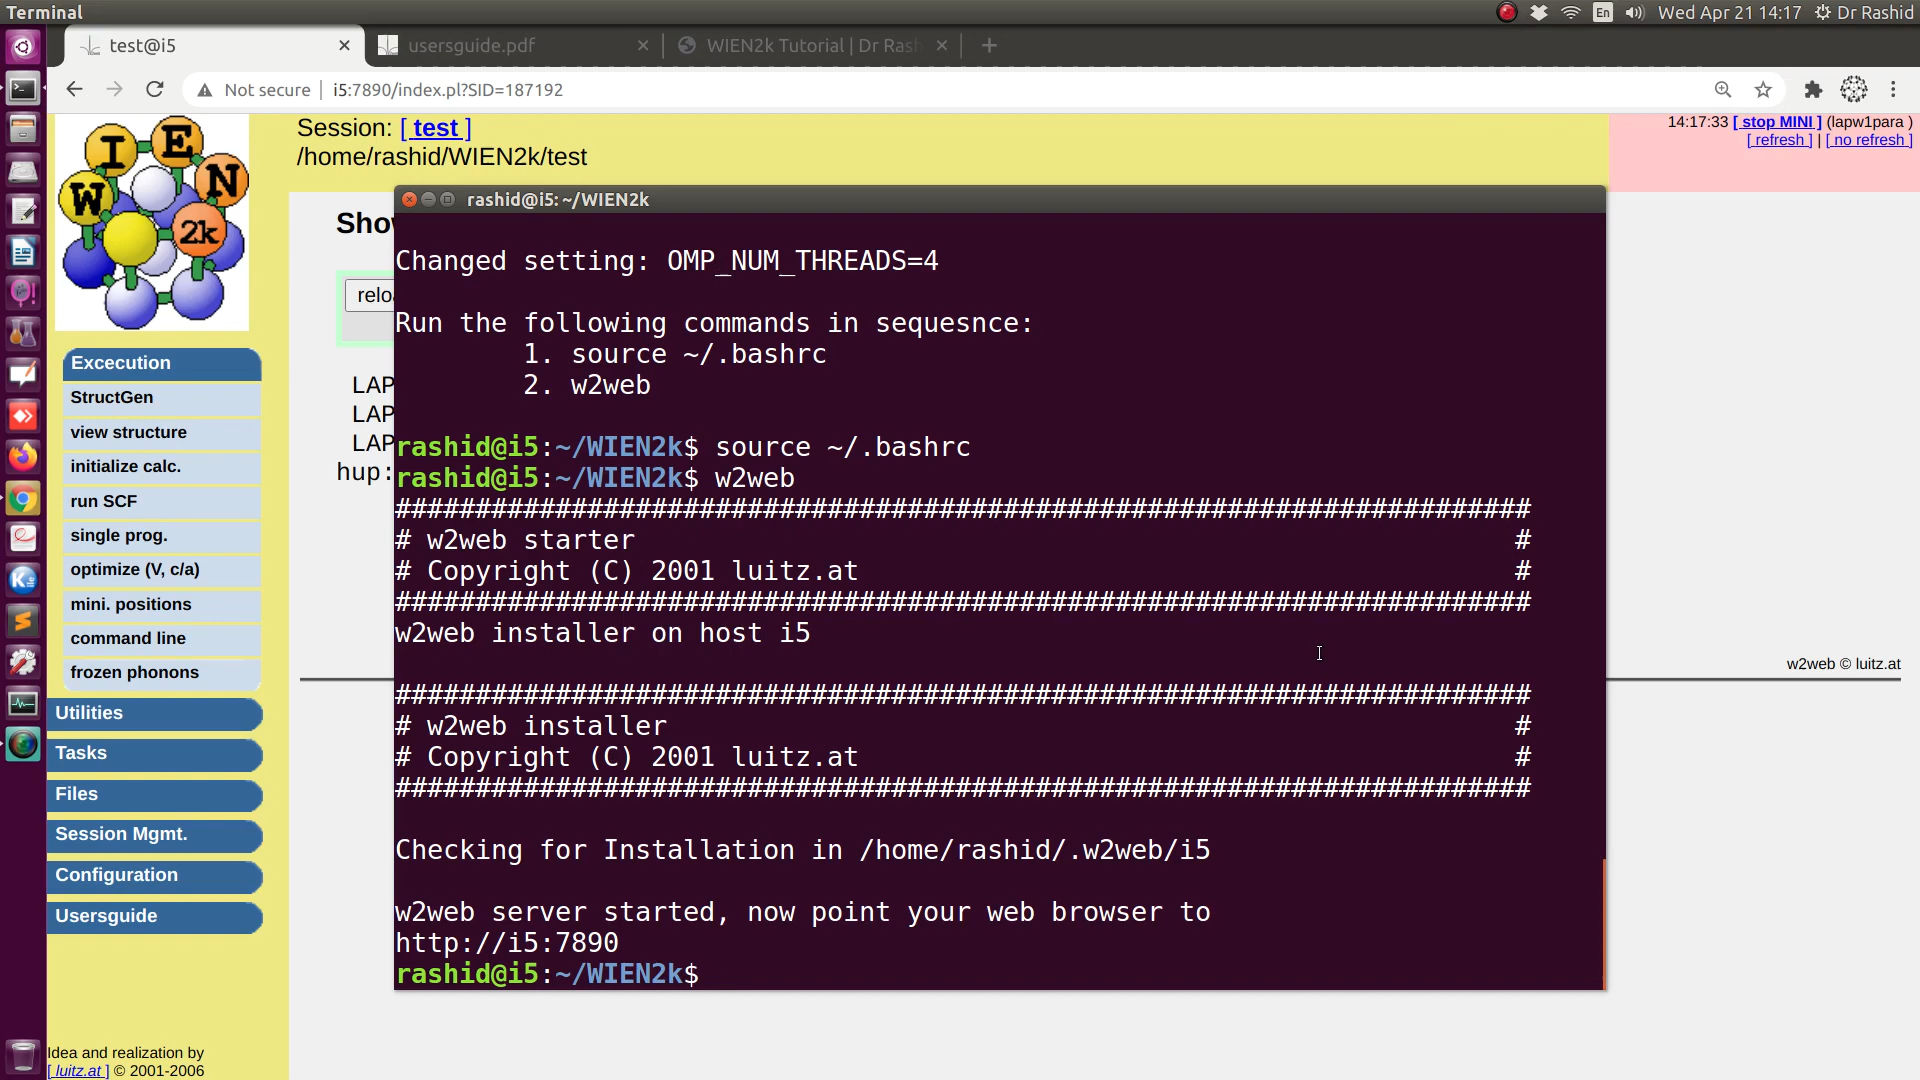 Terminal
En
Wed Apr 21 14:17
Dr Rashid
test@i5
usersguide.pdf
WIEN2k Tutorial | Dr Rash
Not secure
i5:7890/index.pl?SID=187192
W I E N 2k
Session: [ test ]
/home/rashid/WIEN2k/test
14:17:33 [ stop MINI ] (lapw1para )
[ refresh ] | [ no refresh ]
Excecution
StructGen
view structure
initialize calc.
run SCF
single prog.
optimize (V, c/a)
mini. positions
command line
frozen phonons
Utilities
Tasks
Files
Session Mgmt.
Configuration
Usersguide
Idea and realization by
[ luitz.at ] © 2001-2006
Sho
relo
LAP
LAP
LAP
hup:
rashid@i5: ~/WIEN2k
Changed setting: OMP_NUM_THREADS=4
Run the following commands in sequesnce:
1. source ~/.bashrc
2. w2web
rashid@i5:~/WIEN2k$ source ~/.bashrc
rashid@i5:~/WIEN2k$ w2web
#######################################################################
# w2web starter #
# Copyright (C) 2001 luitz.at #
#######################################################################
w2web installer on host i5
#######################################################################
# w2web installer #
# Copyright (C) 2001 luitz.at #
#######################################################################
Checking for Installation in /home/rashid/.w2web/i5
w2web server started, now point your web browser to
http://i5:7890
rashid@i5:~/WIEN2k$
w2web © luitz.at